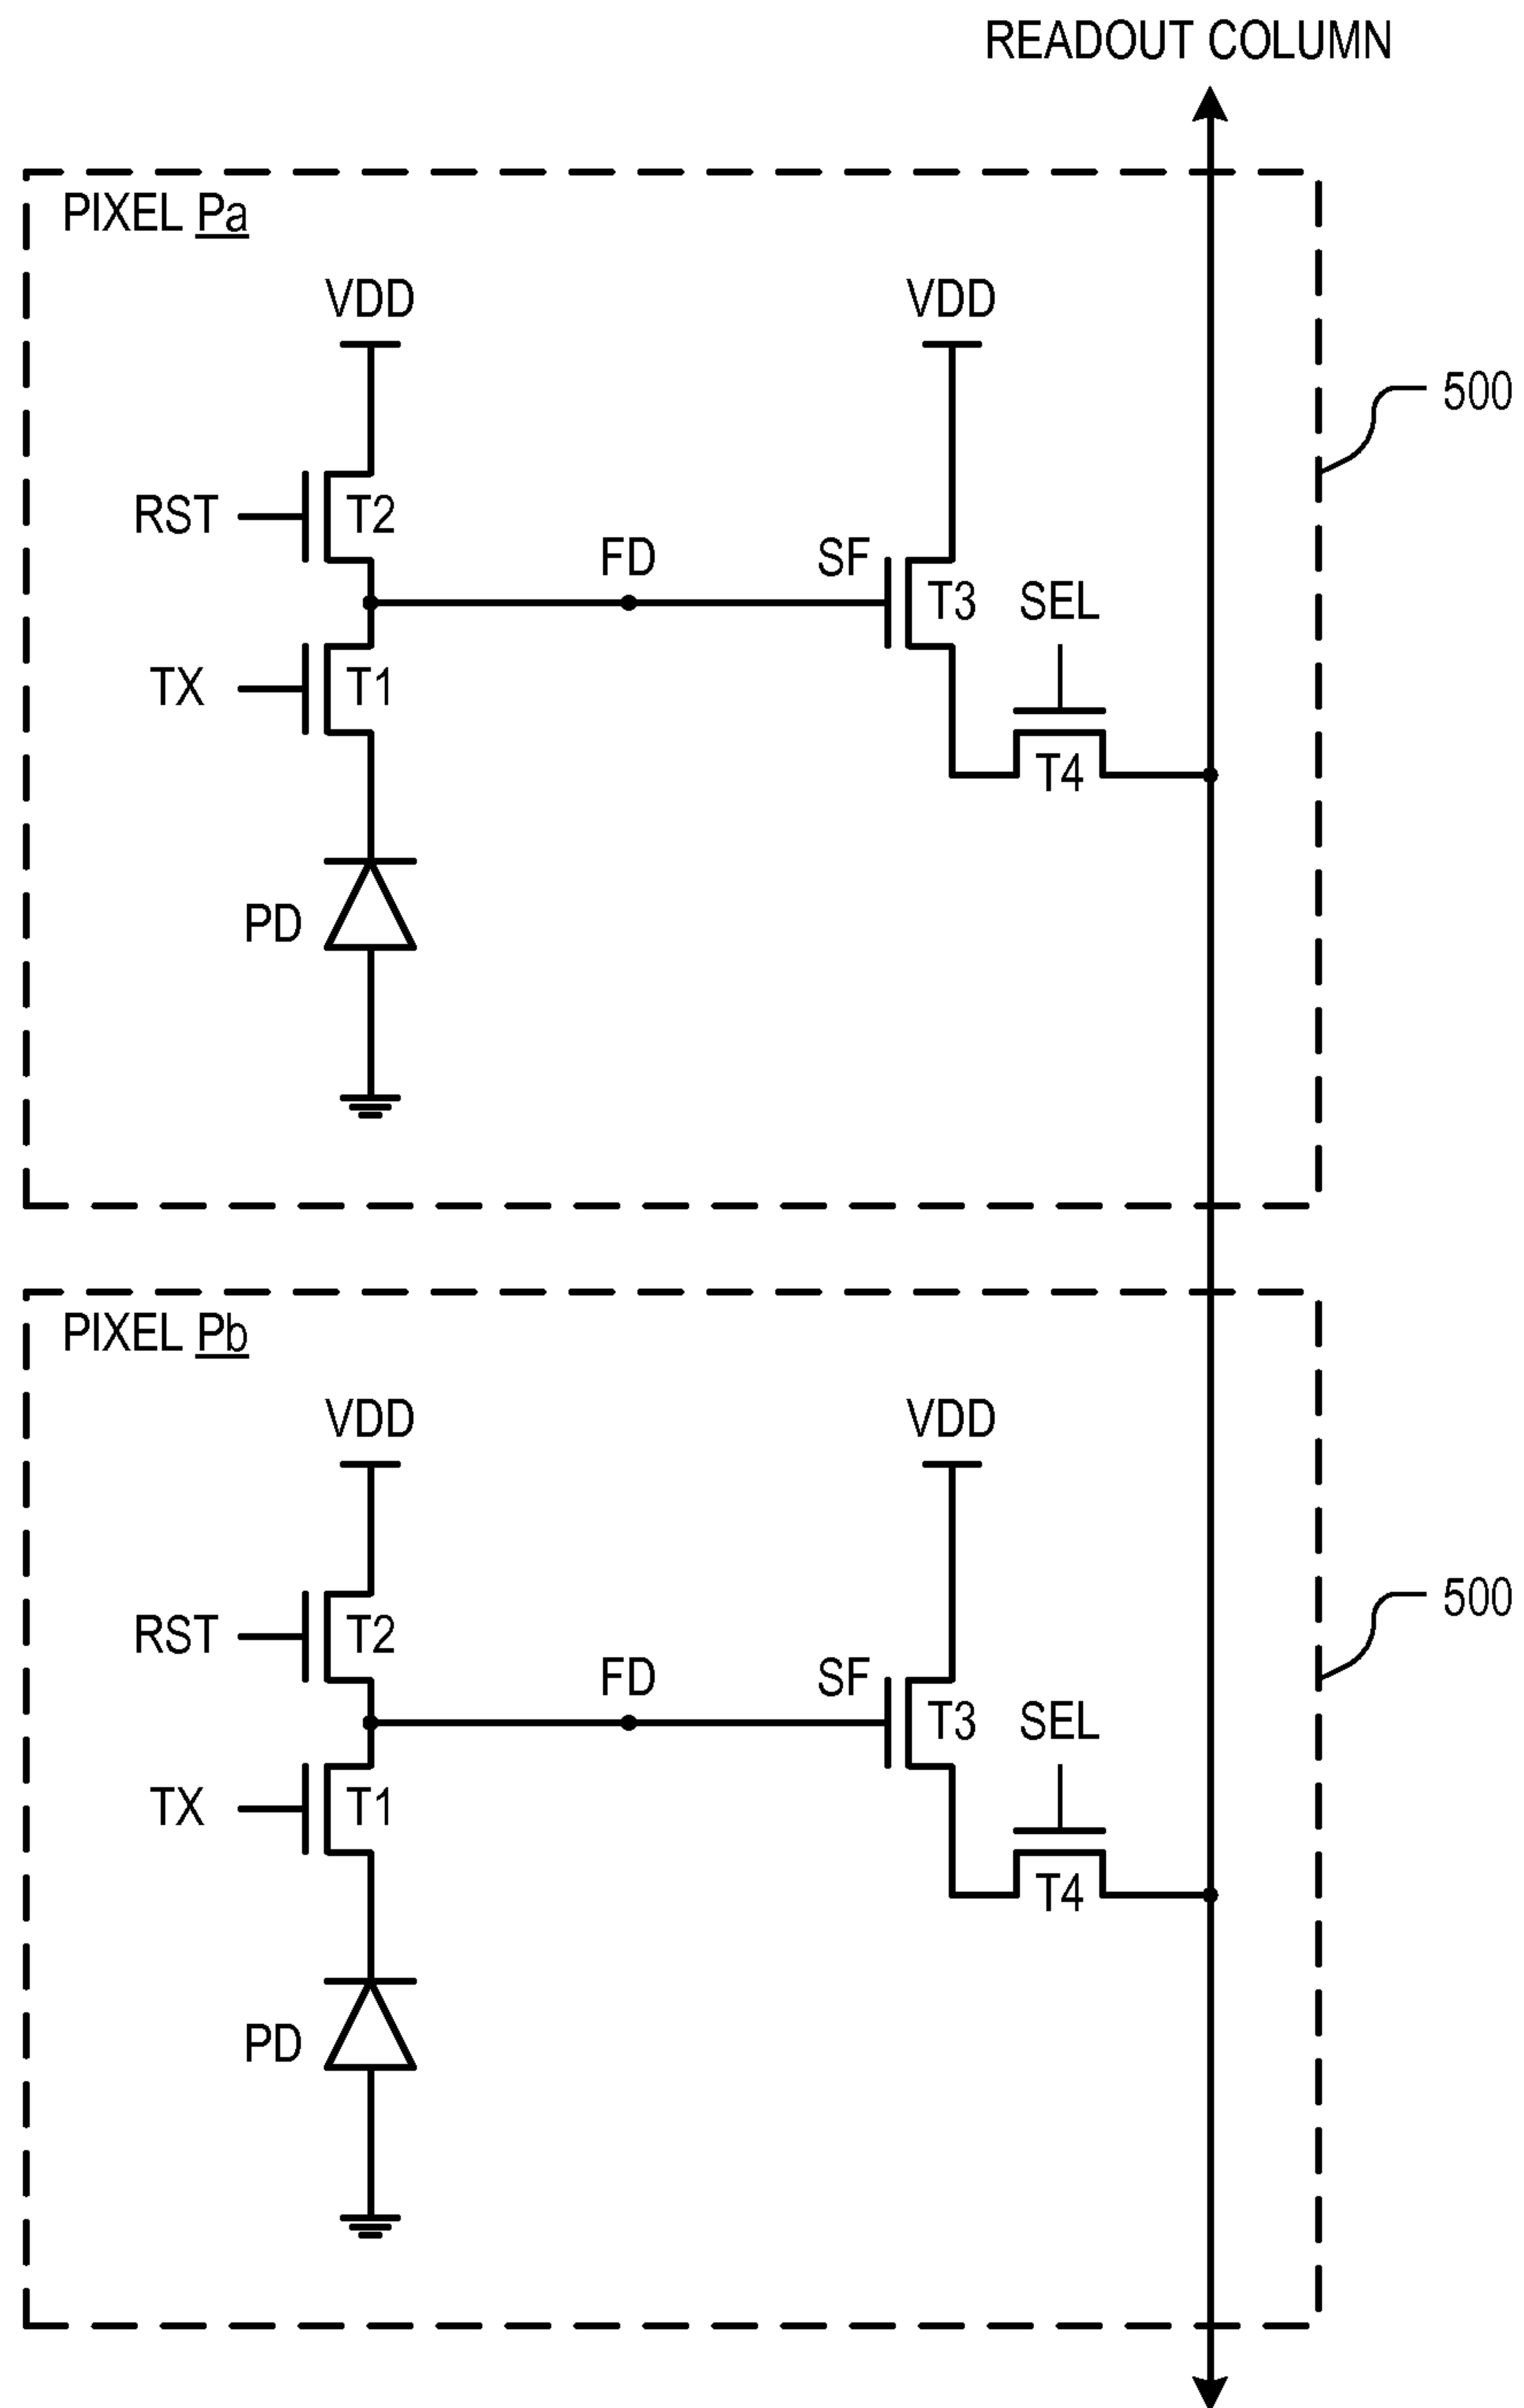 READOUT COLUMN
PIXEL Pa
VDD
VDD
500
RST
T2
FD
SF
T3
SEL
TX
T1
T4
PD
PIXEL Pb
VDD
VDD
500
RST
T2
FD
SF
T3
SEL
TX
T1
T4
PD